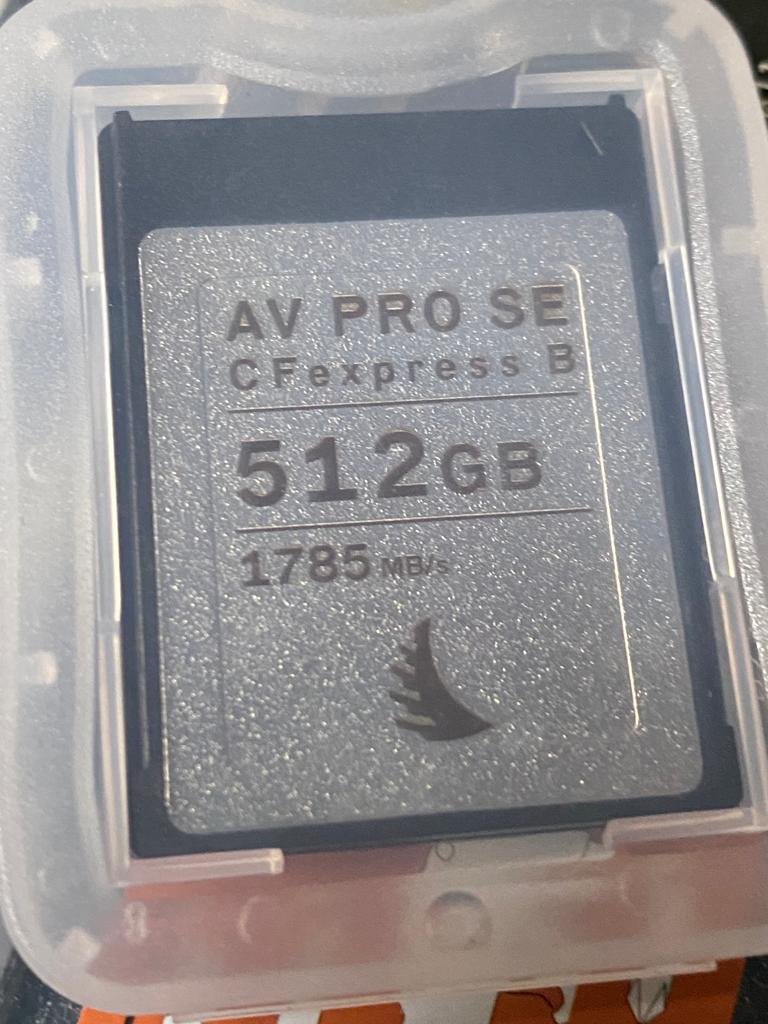 AV PRO SE
CFexpress B
512GB
1785 MB/s